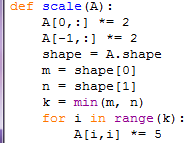 def scale(A):
    A[0,:] *= 2
    A[-1,:] *= 2
    shape = A.shape
    m = shape[0]
    n = shape[1]
    k = min(m, n)
    for i in range(k):
        A[i,i] *= 5